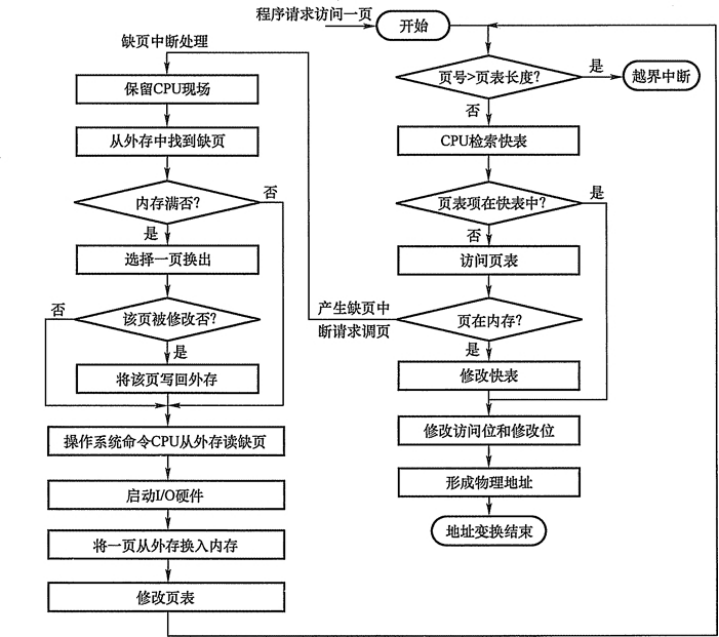 程序请求访问一页
开始
缺页中断处理
页号>页表长度?
是
越界中断
否
保留CPU现场
CPU检索快表
从外存中找到缺页
内存满否?
否
是
页表项在快表中?
是
否
选择一页换出
访问页表
该页被修改否?
否
是
产生缺页中
断请求调页
页在内存?
是
将该页写回外存
修改快表
操作系统命令CPU从外存读缺页
修改访问位和修改位
启动I/O硬件
形成物理地址
将一页从外存换入内存
地址变换结束
修改页表